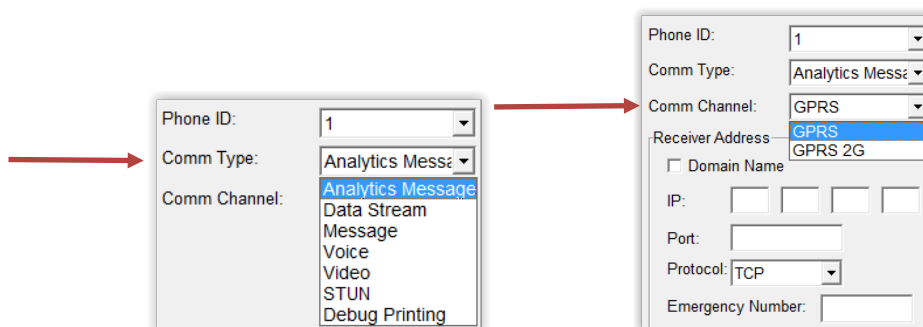 Phone ID:
1
Comm Type:
Analytics Messa
Comm Channel:
Analytics Message
Data Stream
Message
Voice
Video
STUN
Debug Printing
Phone ID:
1
Comm Type:
Analytics Messa
Comm Channel:
GPRS
GPRS
GPRS 2G
Receiver Address
Domain Name
IP:
Port:
Protocol:
TCP
Emergency Number: